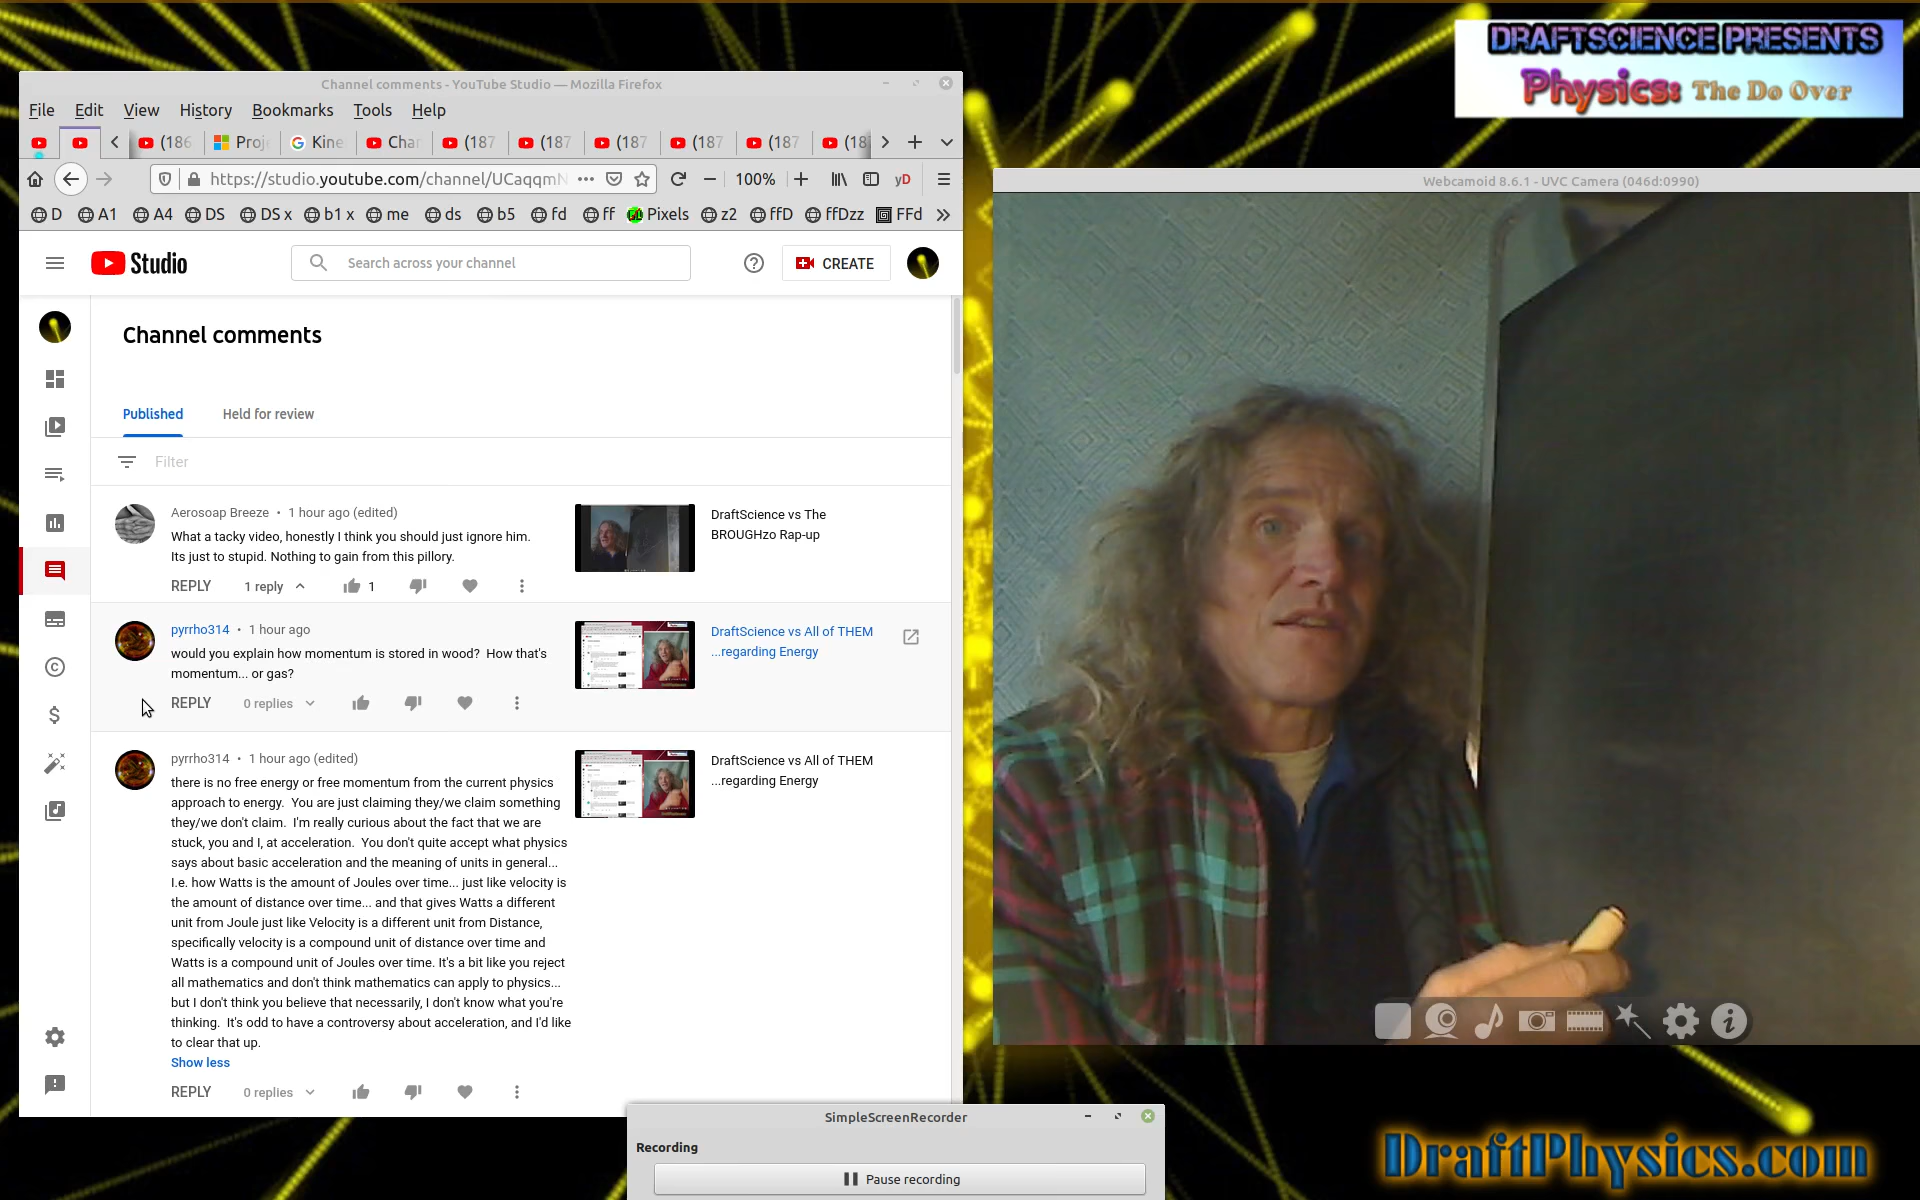 DRAFTSCIENCE PRESENTS
Physics: The Do Over
Channel comments - YouTube Studio — Mozilla Firefox
File Edit View History Bookmarks Tools Help
(186 Proj Kine Chan (187 (187 (187 (187 (187 (18
https://studio.youtube.com/channel/UCaqqmN ... 100% yD
D A1 A4 DS DS x b1 x me ds b5 fd ff Pixels z2 ffD ffDzz FFd
Studio Search across your channel CREATE
Channel comments
Published Held for review
Filter
Aerosoap Breeze • 1 hour ago (edited)
What a tacky video, honestly I think you should just ignore him.
Its just to stupid. Nothing to gain from this pillory.
REPLY 1 reply 1
DraftScience vs The
BROUGHzo Rap-up
pyrrho314 • 1 hour ago
would you explain how momentum is stored in wood? How that's
momentum... or gas?
REPLY 0 replies
DraftScience vs All of THEM
...regarding Energy
pyrrho314 • 1 hour ago (edited)
there is no free energy or free momentum from the current physics
approach to energy. You are just claiming they/we claim something
they/we don't claim. I'm really curious about the fact that we are
stuck, you and I, at acceleration. You don't quite accept what physics
says about basic acceleration and the meaning of units in general...
I.e. how Watts is the amount of Joules over time... just like velocity is
the amount of distance over time... and that gives Watts a different
unit from Joule just like Velocity is a different unit from Distance,
specifically velocity is a compound unit of distance over time and
Watts is a compound unit of Joules over time. It's a bit like you reject
all mathematics and don't think mathematics can apply to physics...
but I don't think you believe that necessarily, I don't know what you're
thinking. It's odd to have a controversy about acceleration, and I'd like
to clear that up.
Show less
REPLY 0 replies
DraftScience vs All of THEM
...regarding Energy
Webcamoid 8.6.1 - UVC Camera (046d:0990)
SimpleScreenRecorder
Recording
Pause recording
DraftPhysics.com